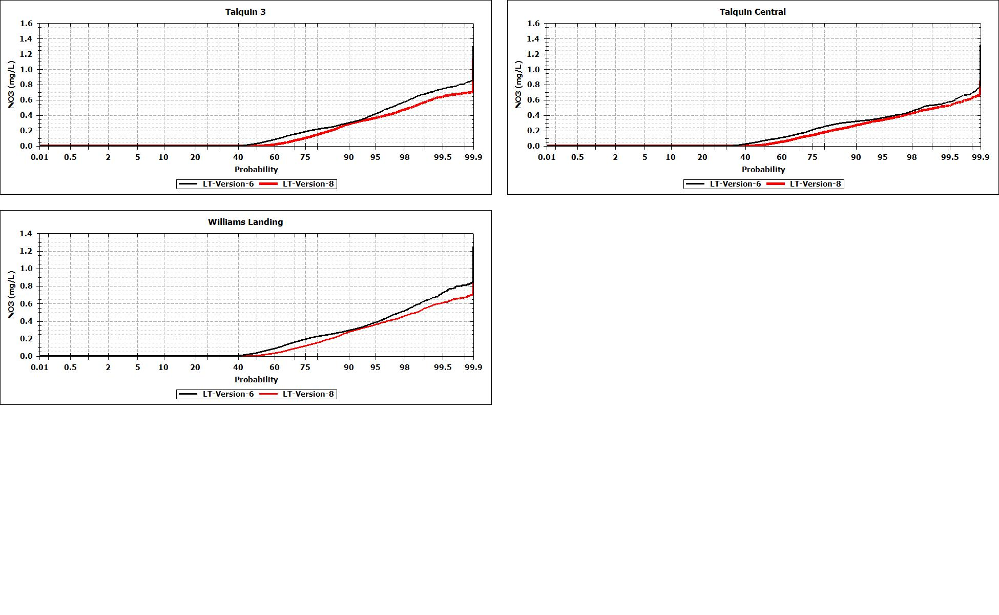 Talquin 3
1.6
1.4
1.2
1.0
0.8
0.6
0.4
0.2
0.0
NO3 (mg/L)
0.01 0.5 2 5 10 20 40 60 75 90 95 98 99.5 99.9
Probability
LT-Version-6 LT-Version-8
Talquin Central
1.6
1.4
1.2
1.0
0.8
0.6
0.4
0.2
0.0
NO3 (mg/L)
0.01 0.5 2 5 10 20 40 60 75 90 95 98 99.5 99.9
Probability
LT-Version-6 LT-Version-8
Williams Landing
1.4
1.2
1.0
0.8
0.6
0.4
0.2
0.0
NO3 (mg/L)
0.01 0.5 2 5 10 20 40 60 75 90 95 98 99.5 99.9
Probability
LT-Version-6 LT-Version-8